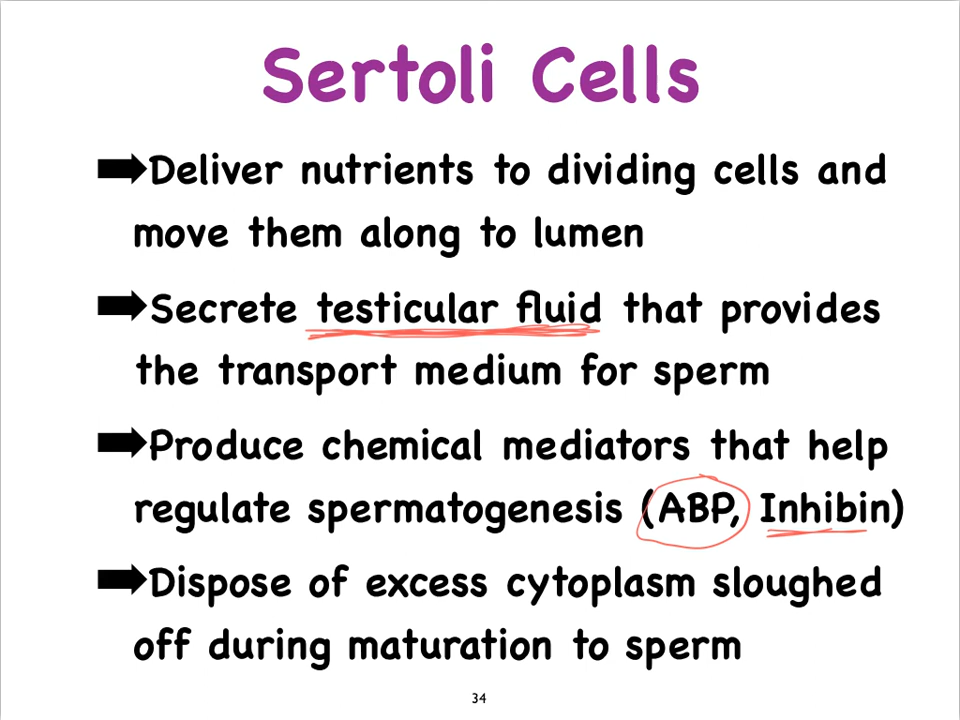 Sertoli Cells
➡Deliver nutrients to dividing cells and
move them along to lumen
➡Secrete testicular fluid that provides
the transport medium for sperm
➡Produce chemical mediators that help
regulate spermatogenesis (ABP, Inhibin)
➡Dispose of excess cytoplasm sloughed
off during maturation to sperm
34